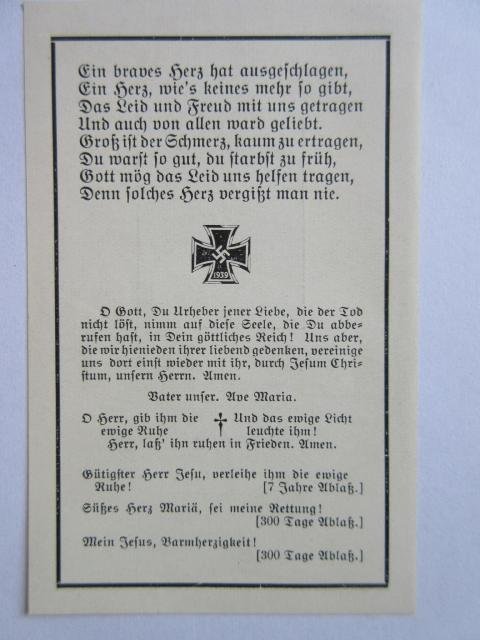 Ein braves Herz hat ausgeschlagen,
Ein Herz, wie's keines mehr so gibt,
Das Leid und Freud mit uns getragen
Und auch von allen ward geliebt.
Groß ist der Schmerz, kaum zu ertragen,
Du warst so gut, du starbst zu früh,
Gott mög das Leid uns helfen tragen,
Denn solches Herz vergißt man nie.
1939
O Gott, Du Urheber jener Liebe, die der Tod
nicht löst, nimm auf diese Seele, die Du abbe-
rufen hast, in Dein göttliches Reich! Uns aber,
die wir hienieden ihrer liebend gedenken, vereinige
uns dort einst wieder mit ihr, durch Jesum Chri-
stum, unsern Herrn. Amen.
Vater unser. Ave Maria.
O Herr, gib ihm die † Und das ewige Licht
ewige Ruhe leuchte ihm!
Herr, laß' ihn ruhen in Frieden. Amen.
Gütigster Herr Jesu, verleihe ihm die ewige
Ruhe! [7 Jahre Ablaß.]
Süßes Herz Mariä, sei meine Rettung!
[300 Tage Ablaß.]
Mein Jesus, Barmherzigkeit!
[300 Tage Ablaß.]